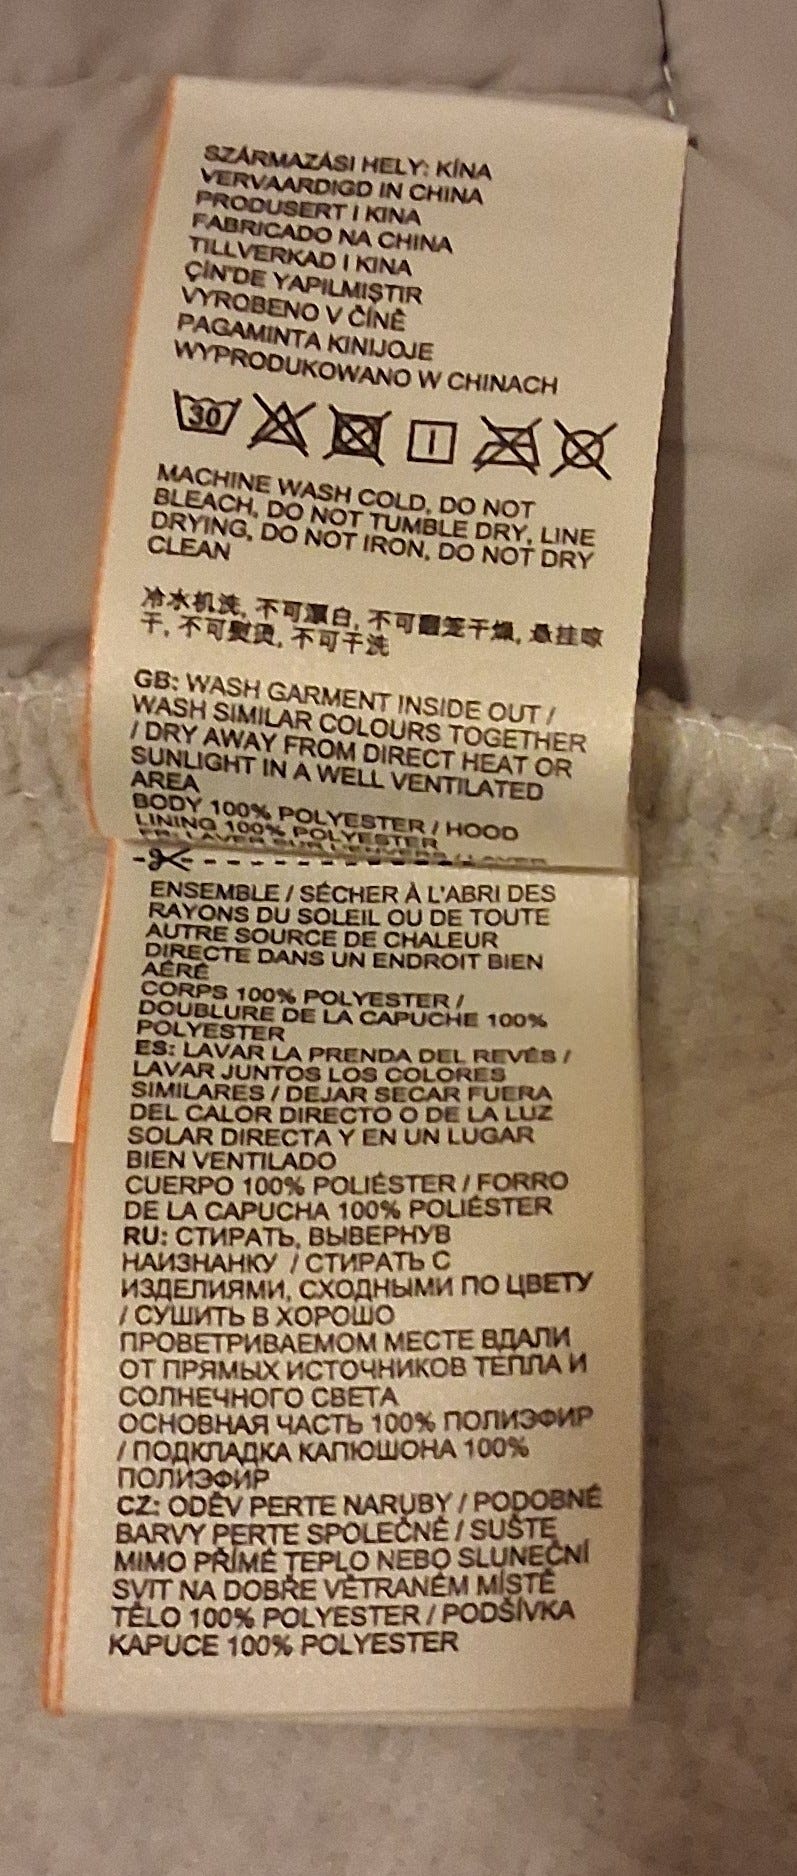 SZÁRMAZÁSI HELY: KÍNA
VERVAARDIGD IN CHINA
PRODUSERT I KINA
FABRICADO NA CHINA
TILLVERKAD I KINA
ÇİN'DE YAPILMIŞTIR
VYROBENO V ČÍNĚ
PAGAMINTA KINIJOJE
WYPRODUKOWANO W CHINACH
30
MACHINE WASH COLD, DO NOT
BLEACH, DO NOT TUMBLE DRY, LINE
DRYING, DO NOT IRON, DO NOT DRY
CLEAN
冷水机洗, 不可漂白, 不可翻笼干燥, 悬挂晾
干, 不可熨烫, 不可干洗
GB: WASH GARMENT INSIDE OUT /
WASH SIMILAR COLOURS TOGETHER
/ DRY AWAY FROM DIRECT HEAT OR
SUNLIGHT IN A WELL VENTILATED
AREA
BODY 100% POLYESTER / HOOD
LINING 100% POLYESTER
FR: LAVER SUR L'ENVERS / LAVER
ENSEMBLE / SÉCHER À L'ABRI DES
RAYONS DU SOLEIL OU DE TOUTE
AUTRE SOURCE DE CHALEUR
DIRECTE DANS UN ENDROIT BIEN
AÉRÉ
CORPS 100% POLYESTER /
DOUBLURE DE LA CAPUCHE 100%
POLYESTER
ES: LAVAR LA PRENDA DEL REVÉS /
LAVAR JUNTOS LOS COLORES
SIMILARES / DEJAR SECAR FUERA
DEL CALOR DIRECTO O DE LA LUZ
SOLAR DIRECTA Y EN UN LUGAR
BIEN VENTILADO
CUERPO 100% POLIÉSTER / FORRO
DE LA CAPUCHA 100% POLIÉSTER
RU: СТИРАТЬ, ВЫВЕРНУВ
НАИЗНАНКУ / СТИРАТЬ С
ИЗДЕЛИЯМИ, СХОДНЫМИ ПО ЦВЕТУ
/ СУШИТЬ В ХОРОШО
ПРОВЕТРИВАЕМОМ МЕСТЕ ВДАЛИ
ОТ ПРЯМЫХ ИСТОЧНИКОВ ТЕПЛА И
СОЛНЕЧНОГО СВЕТА
ОСНОВНАЯ ЧАСТЬ 100% ПОЛИЭФИР
/ ПОДКЛАДКА КАПЮШОНА 100%
ПОЛИЭФИР
CZ: ODĚV PERTE NARUBY / PODOBNÉ
BARVY PERTE SPOLEČNĚ / SUŠTE
MIMO PŘÍMÉ TEPLO NEBO SLUNEČNÍ
SVIT NA DOBŘE VĚTRANÉM MÍSTĚ
TĚLO 100% POLYESTER / PODŠÍVKA
KAPUCE 100% POLYESTER